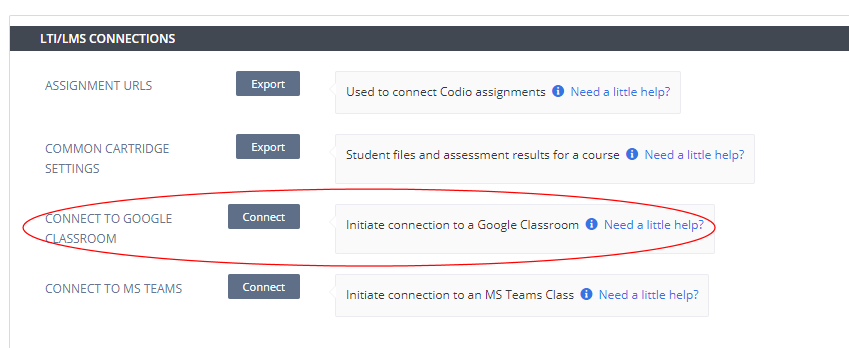 LTI/LMS CONNECTIONS
ASSIGNMENT URLS
Export
Used to connect Codio assignments Need a little help?
COMMON CARTRIDGE
SETTINGS
Export
Student files and assessment results for a course Need a little help?
CONNECT TO GOOGLE
CLASSROOM
Connect
Initiate connection to a Google Classroom Need a little help?
CONNECT TO MS TEAMS
Connect
Initiate connection to an MS Teams Class Need a little help?